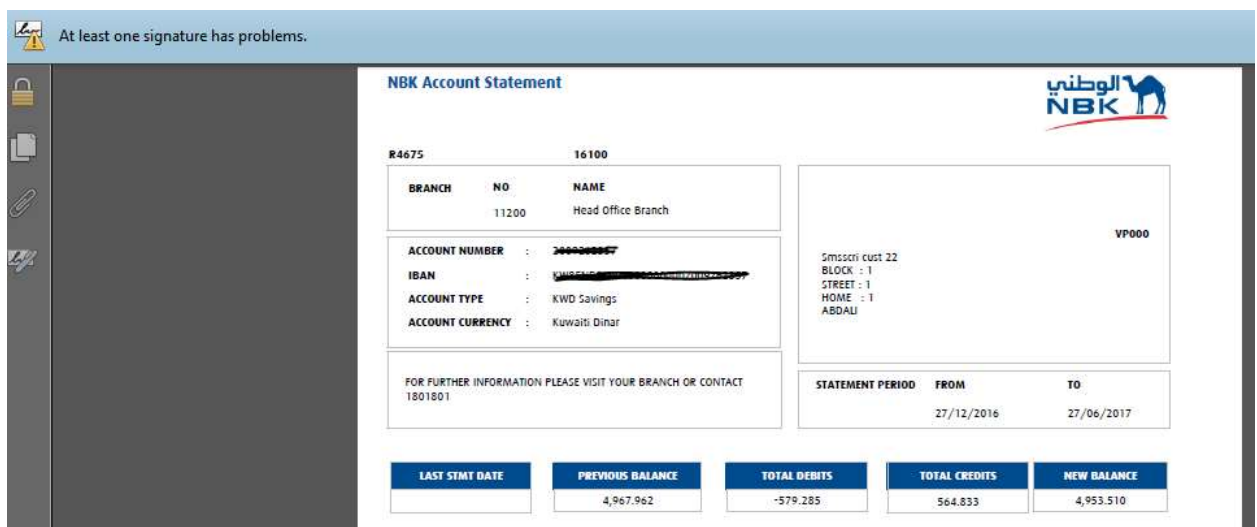 At least one signature has problems.
NBK Account Statement
الوطني
NBK
R4675 16100
BRANCH NO NAME
11200 Head Office Branch
ACCOUNT NUMBER :
IBAN :
ACCOUNT TYPE : KWD Savings
ACCOUNT CURRENCY : Kuwaiti Dinar
VP000
Smsscri cust 22
BLOCK : 1
STREET : 1
HOME : 1
ABDALI
FOR FURTHER INFORMATION PLEASE VISIT YOUR BRANCH OR CONTACT
1801801
STATEMENT PERIOD FROM TO
27/12/2016 27/06/2017
LAST STMT DATE PREVIOUS BALANCE TOTAL DEBITS TOTAL CREDITS NEW BALANCE
4,967.962 -579.285 564.833 4,953.510